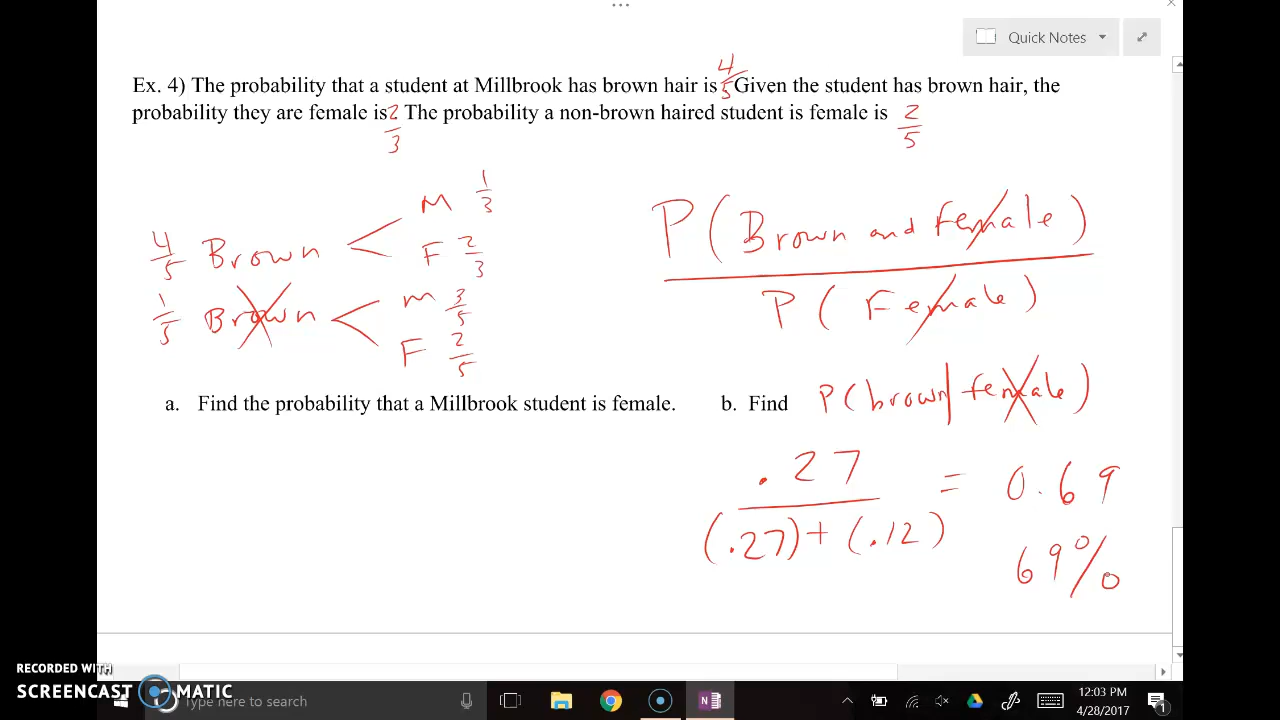 Quick Notes
4/5
Ex. 4) The probability that a student at Millbrook has brown hair is Given the student has brown hair, the
probability they are female is. The probability a non-brown haired student is female is 2/5
2/3
4/5 Brown < M 1/3
F 2/3
1/5 Brown < M 3/5
F 2/5
P(Brown and female)
P(Female)
a. Find the probability that a Millbrook student is female.
b. Find P(brown|female)
.27
(.27)+(.12)
= 0.69
69%
RECORDED WITH
SCREENCAST MATIC
Type here to search
12:03 PM
4/28/2017
1